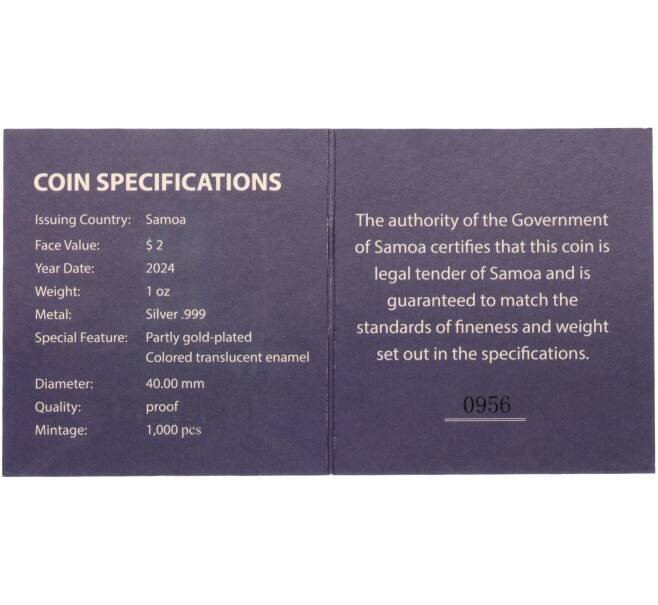 COIN SPECIFICATIONS
Issuing Country: Samoa
Face Value: $ 2
Year Date: 2024
Weight: 1 oz
Metal: Silver .999
Special Feature: Partly gold-plated
Colored translucent enamel
Diameter: 40.00 mm
Quality: proof
Mintage: 1,000 pcs
The authority of the Government
of Samoa certifies that this coin is
legal tender of Samoa and is
guaranteed to match the
standards of fineness and weight
set out in the specifications.
0956